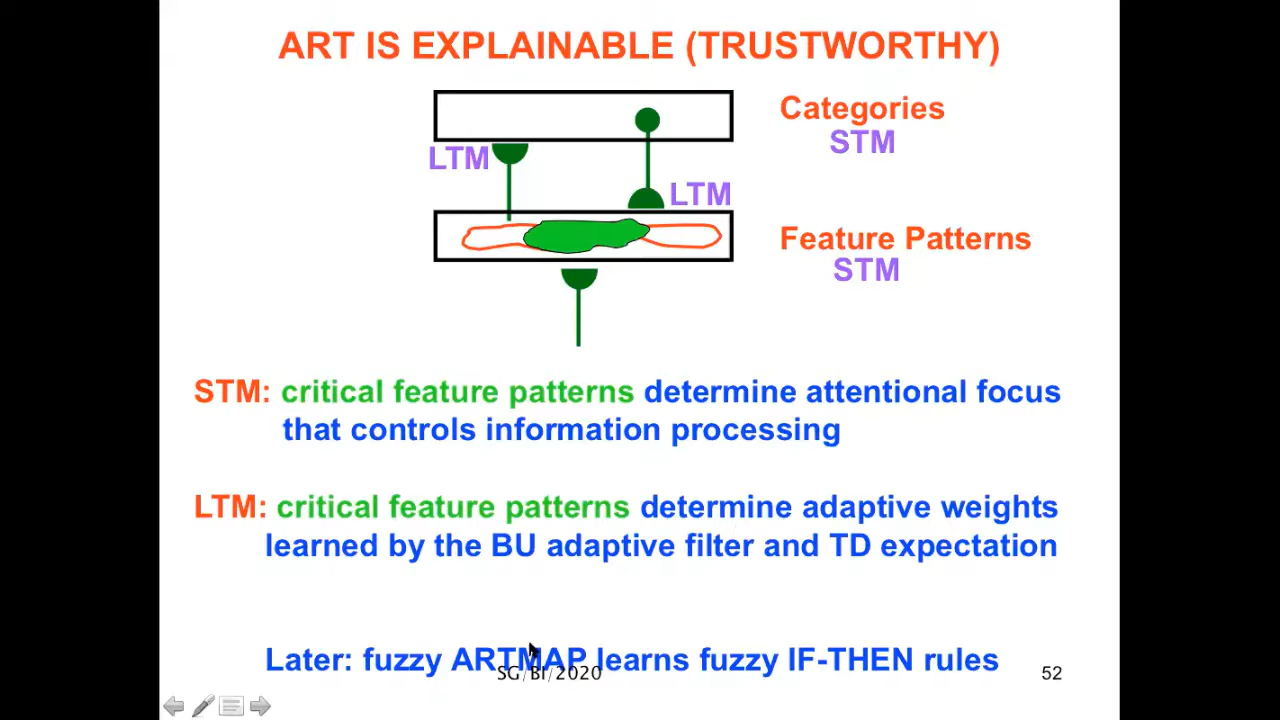 ART IS EXPLAINABLE (TRUSTWORTHY)
Categories
STM
LTM
LTM
Feature Patterns
STM
STM: critical feature patterns determine attentional focus
that controls information processing
LTM: critical feature patterns determine adaptive weights
learned by the BU adaptive filter and TD expectation
Later: fuzzy ARTMAP learns fuzzy IF-THEN rules
SG/BI/2020
52